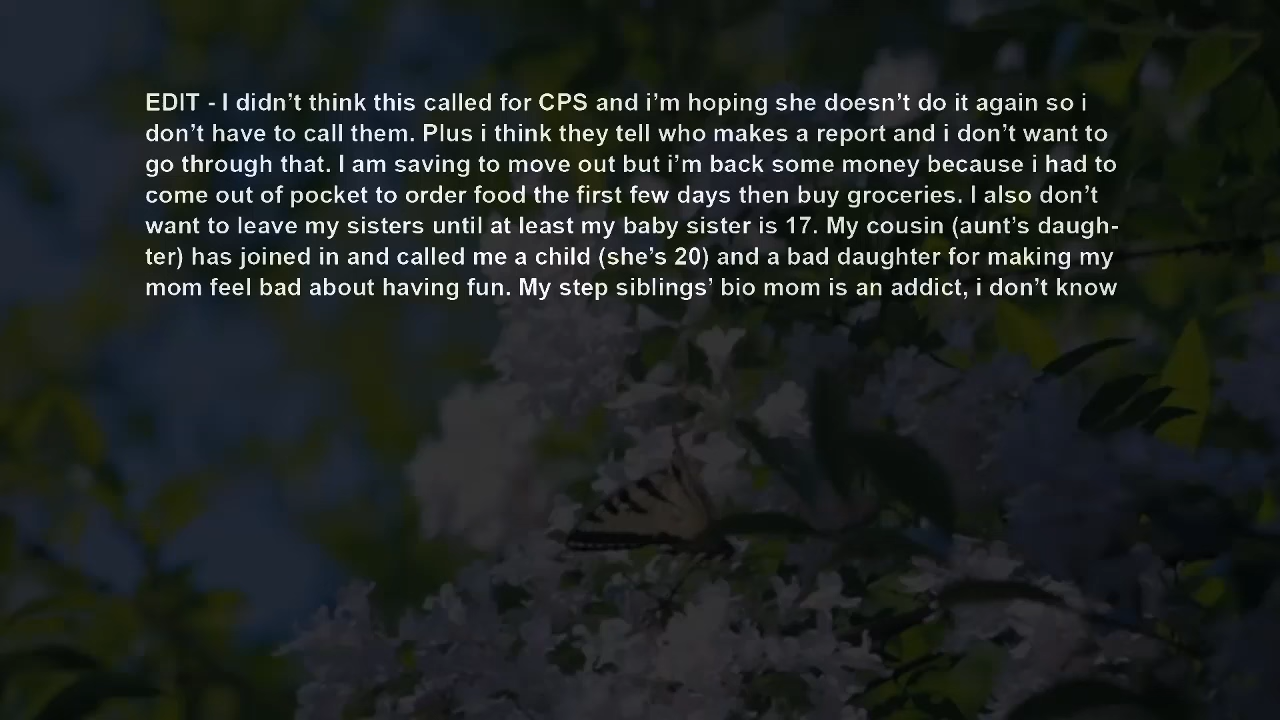 EDIT - I didn’t think this called for CPS and i’m hoping she doesn’t do it again so i
don’t have to call them. Plus i think they tell who makes a report and i don’t want to
go through that. I am saving to move out but i’m back some money because i had to
come out of pocket to order food the first few days then buy groceries. I also don’t
want to leave my sisters until at least my baby sister is 17. My cousin (aunt’s daugh-
ter) has joined in and called me a child (she’s 20) and a bad daughter for making my
mom feel bad about having fun. My step siblings’ bio mom is an addict, i don’t know